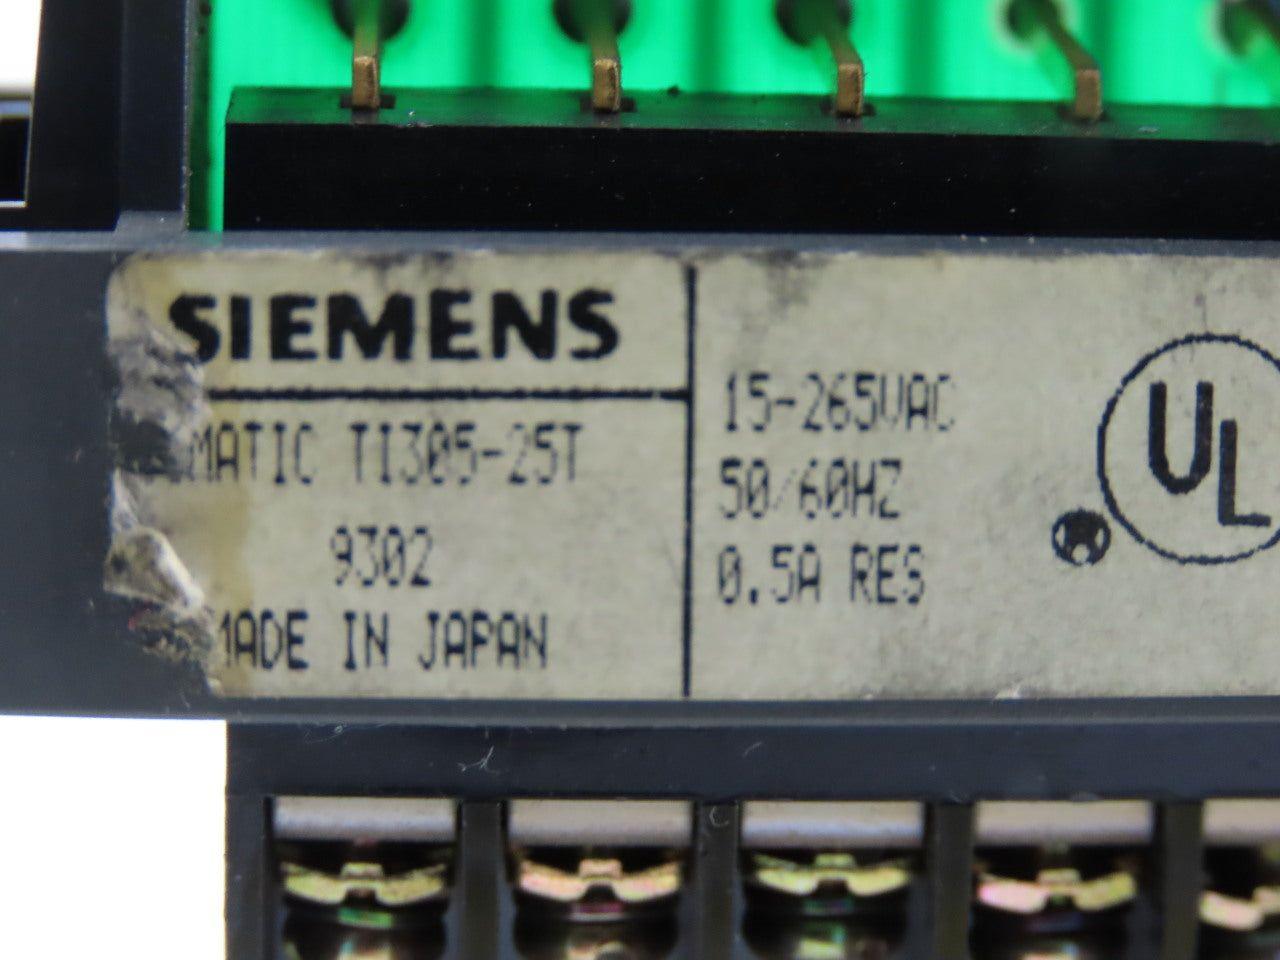 SIEMENS
MATIC TI305-25T
9302
MADE IN JAPAN
15-265VAC
50/60HZ
0.5A RES
UL